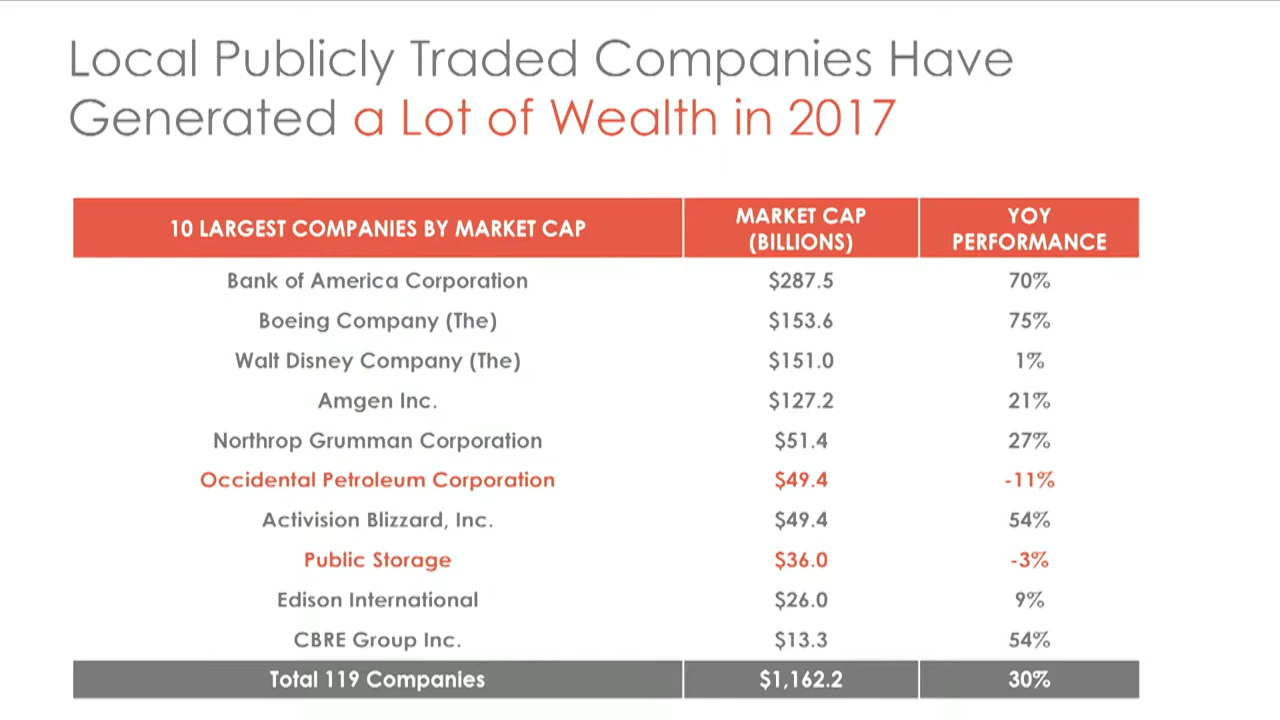 Local Publicly Traded Companies Have
Generated a Lot of Wealth in 2017
10 LARGEST COMPANIES BY MARKET CAP MARKET CAP (BILLIONS) YOY PERFORMANCE
Bank of America Corporation $287.5 70%
Boeing Company (The) $153.6 75%
Walt Disney Company (The) $151.0 1%
Amgen Inc. $127.2 21%
Northrop Grumman Corporation $51.4 27%
Occidental Petroleum Corporation $49.4 -11%
Activision Blizzard, Inc. $49.4 54%
Public Storage $36.0 -3%
Edison International $26.0 9%
CBRE Group Inc. $13.3 54%
Total 119 Companies $1,162.2 30%